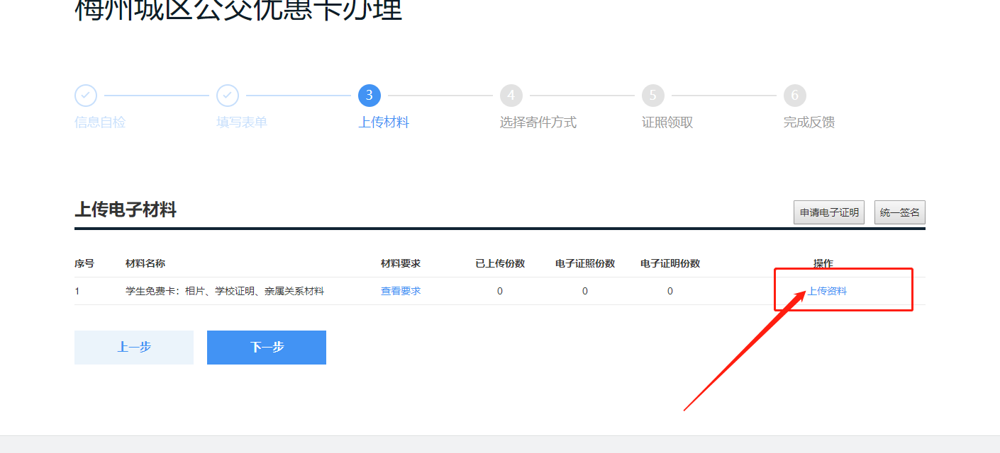 梅州城区公交优惠卡办理
3 4 5 6
信息自检 填写表单 上传材料 选择寄件方式 证照领取 完成反馈
上传电子材料 申请电子证明 统一签名
序号 材料名称 材料要求 已上传份数 电子证照份数 电子证明份数 操作
1 学生免费卡：相片、学校证明、亲属关系材料 查看要求 0 0 0 上传资料
上一步 下一步